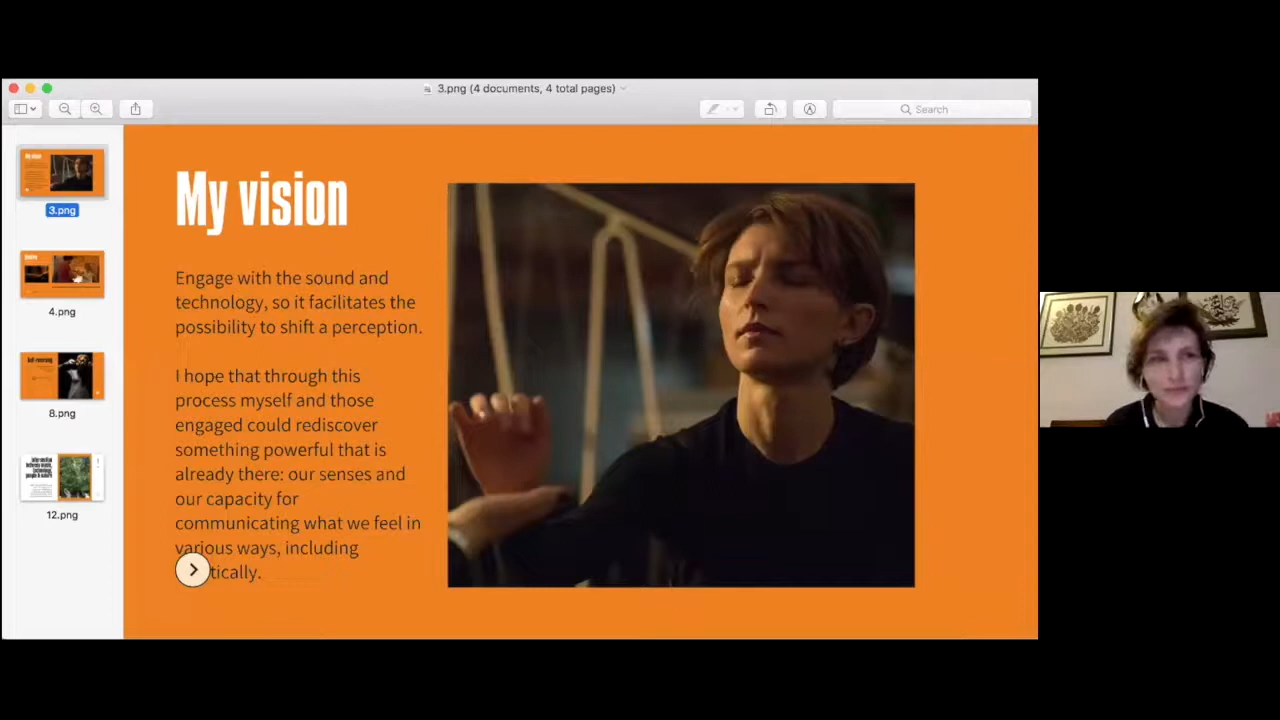 3.png (4 documents, 4 total pages)
Search
3.png
4.png
8.png
12.png
My vision
Engage with the sound and
technology, so it facilitates the
possibility to shift a perception.
I hope that through this
process myself and those
engaged could rediscover
something powerful that is
already there: our senses and
our capacity for
communicating what we feel in
various ways, including
tically.